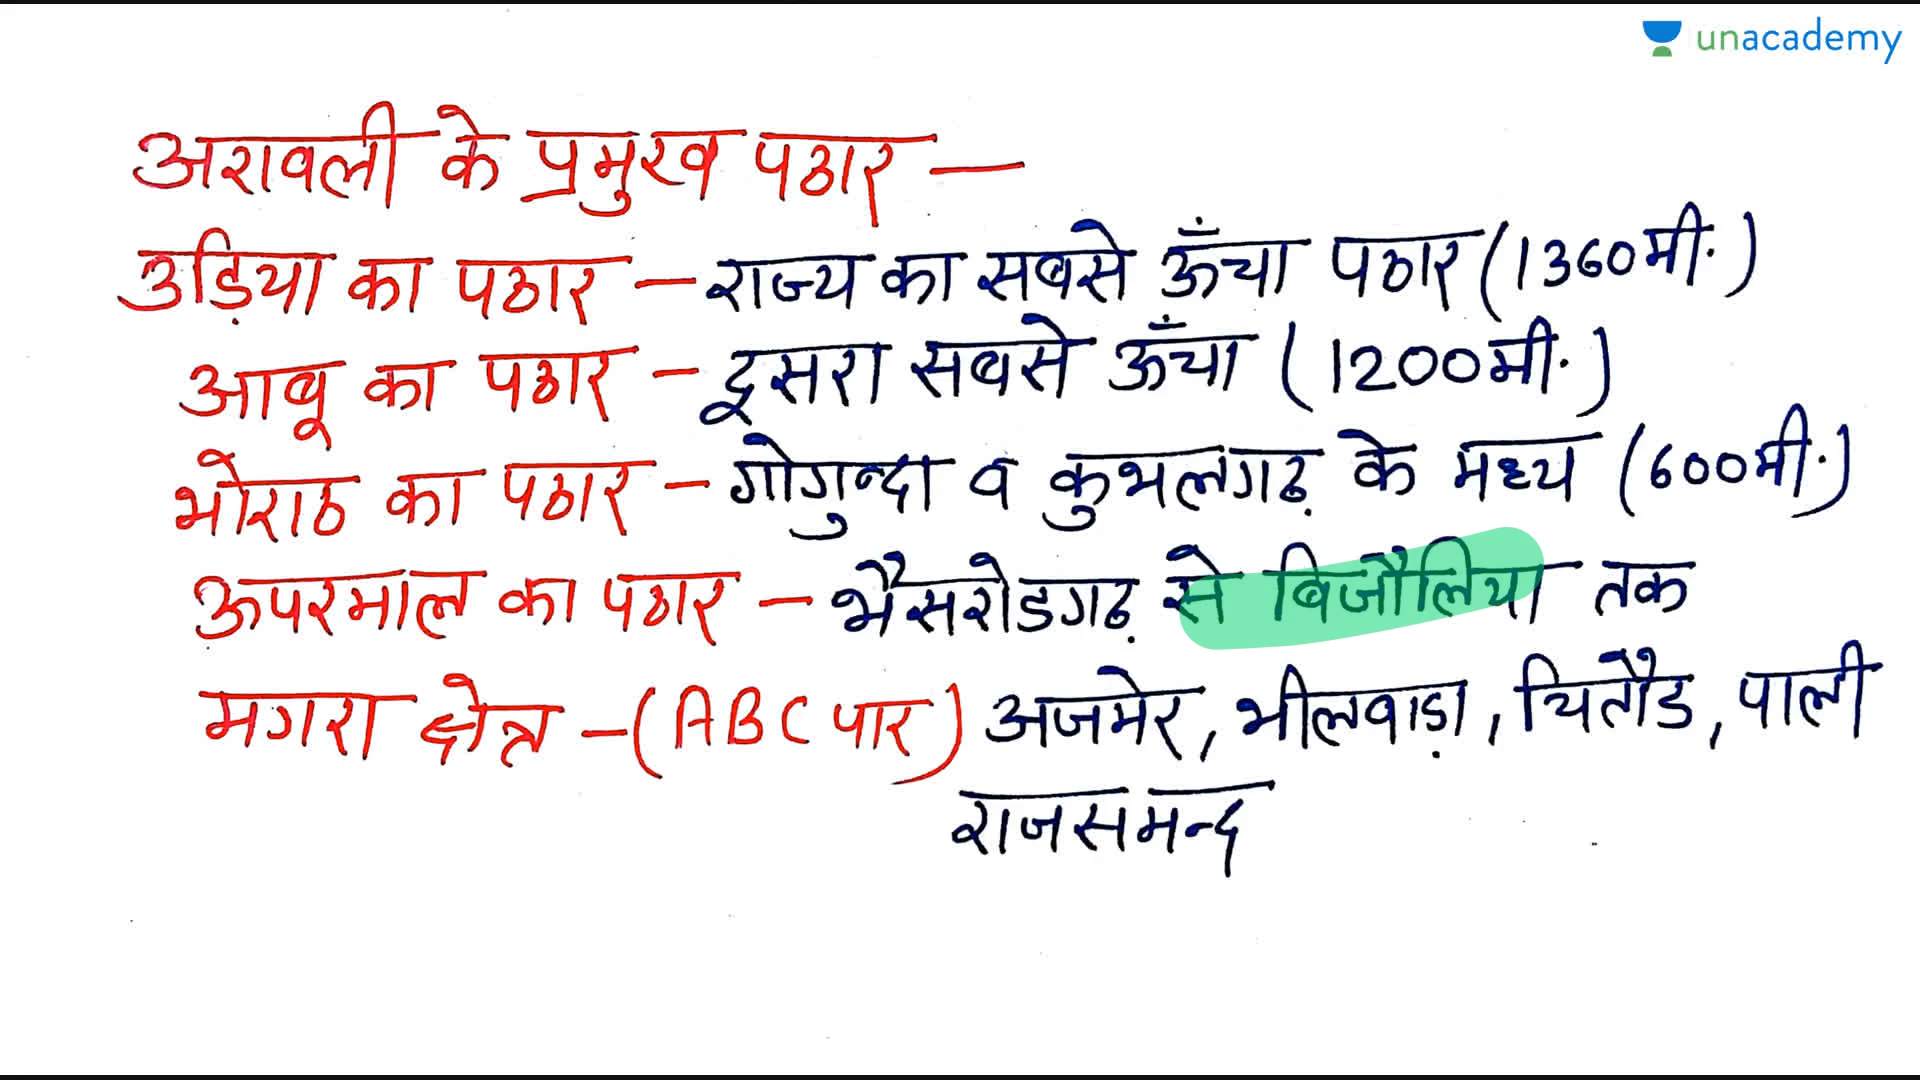 unacademy
अरावली के प्रमुख पठार —
उड़िया का पठार – राज्य का सबसे ऊँचा पठार (1360मी.)
आबू का पठार – दूसरा सबसे ऊँचा (1200मी.)
भोराठ का पठार – गोगुन्दा व कुभलगढ़ के मध्य (600मी.)
ऊपरमाल का पठार – भैसरोडगढ़ से बिजौलिया तक
मगरा क्षेत्र – (ABC पार) अजमेर, भीलवाड़ा, चितौड, पाली
राजसमन्द